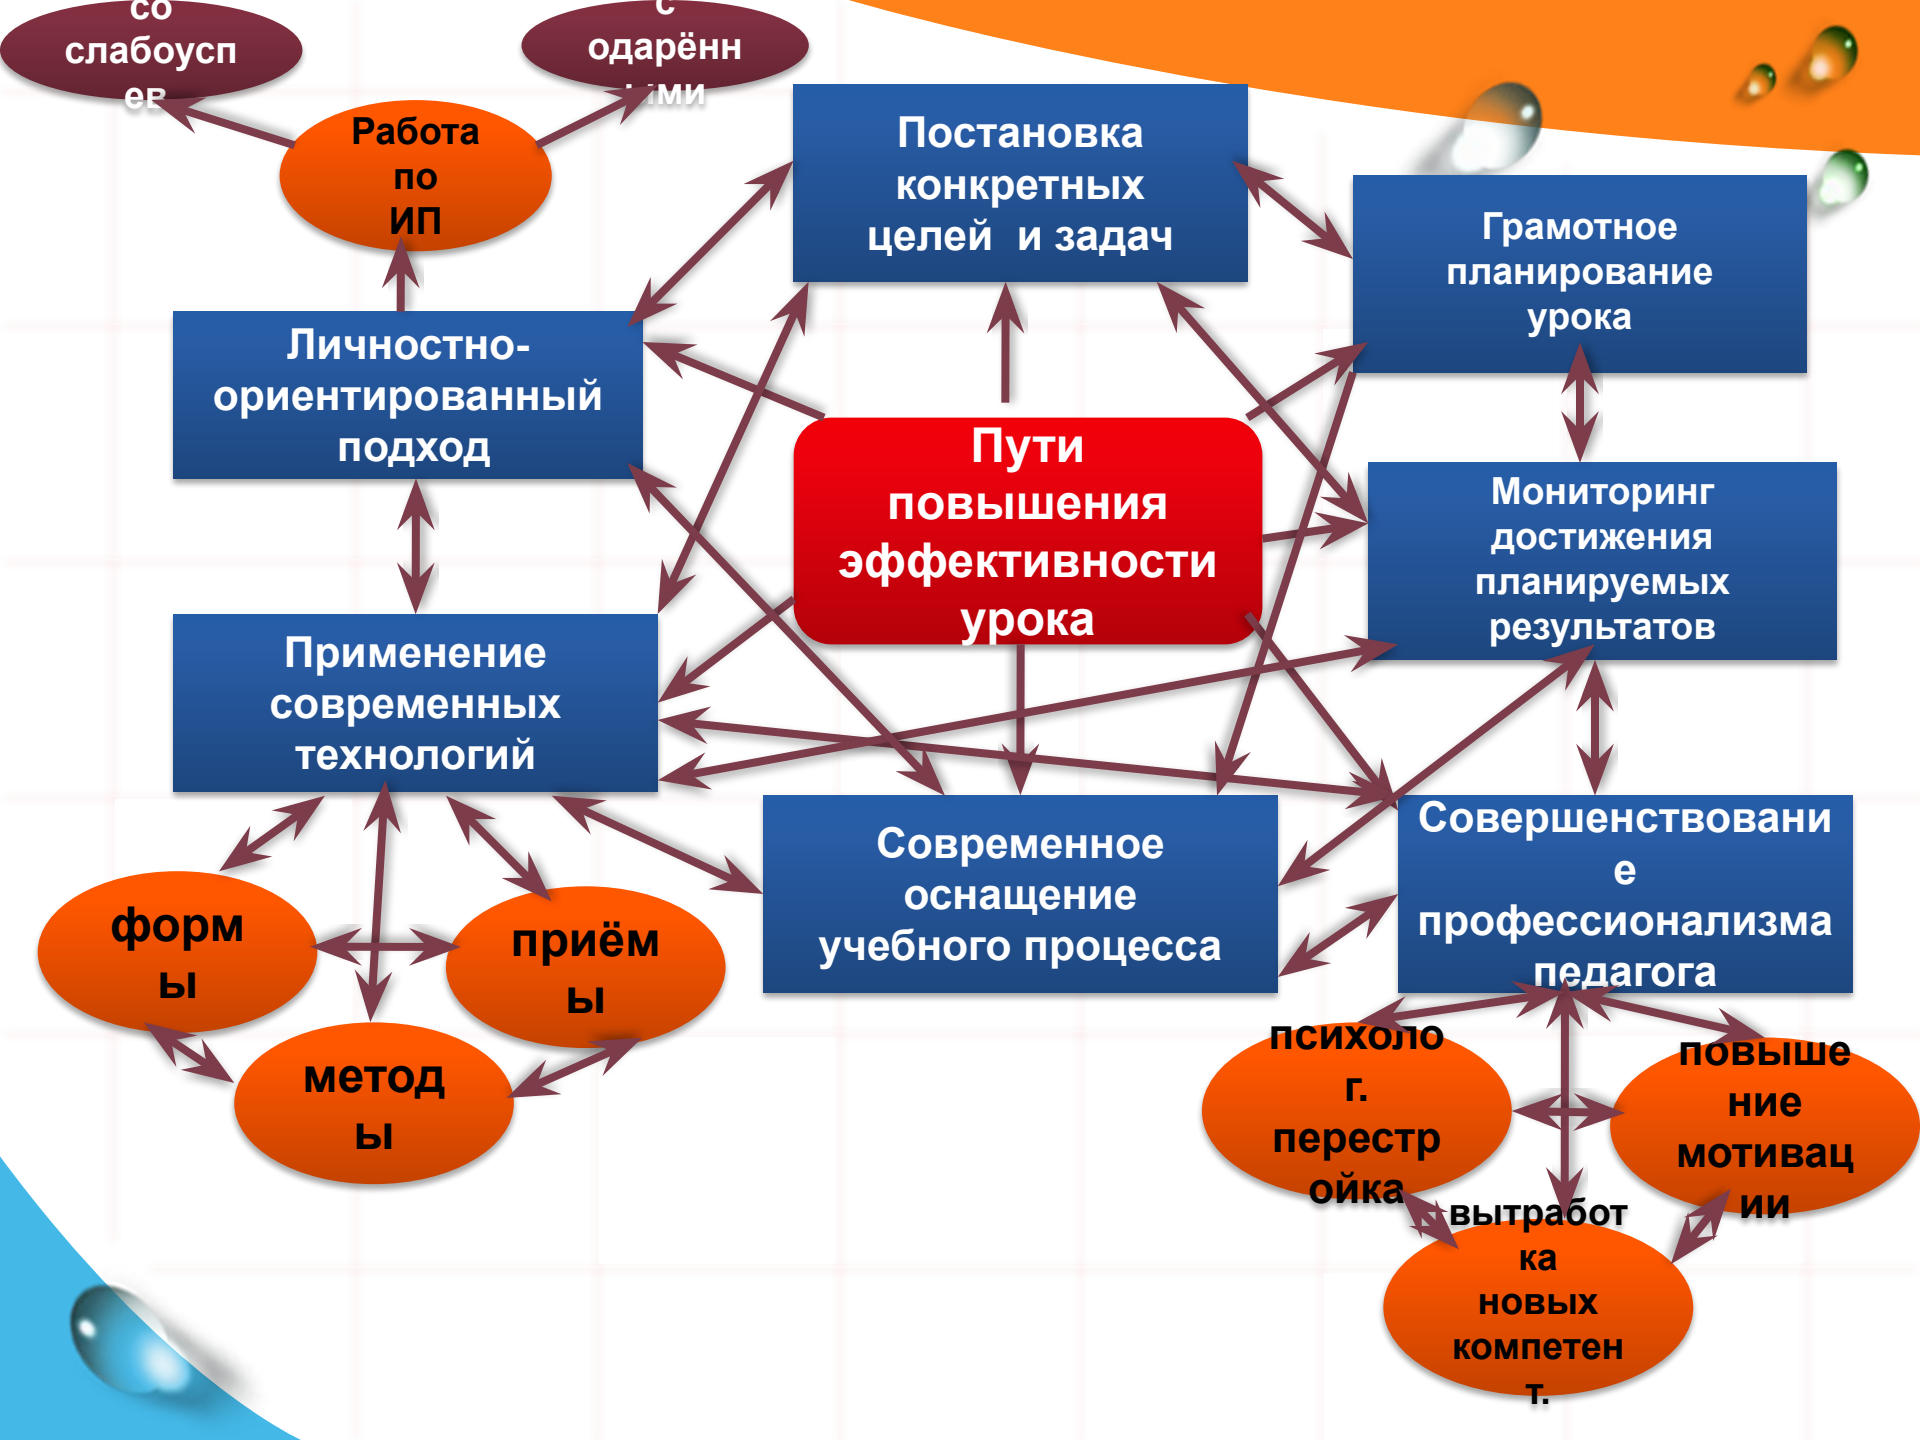 со
слабоусп
ев
с
одарённ
ыми
Работа
по
ИП
Постановка
конкретных
целей и задач
Грамотное
планирование
урока
Личностно-
ориентированный
подход
Пути
повышения
эффективности
урока
Мониторинг
достижения
планируемых
результатов
Применение
современных
технологий
Современное
оснащение
учебного процесса
Совершенствовани
е
профессионализма
педагога
форм
ы
приём
ы
метод
ы
психоло
г.
перестр
ойка
повыше
ние
мотивац
ии
вытработ
ка
новых
компетен
т.